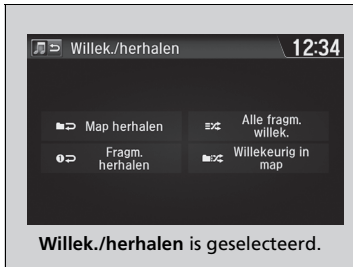 Willek./herhalen 12:34
Map herhalen
Alle fragm.
willek.
Fragm.
herhalen
Willekeurig in
map
Willek./herhalen is geselecteerd.